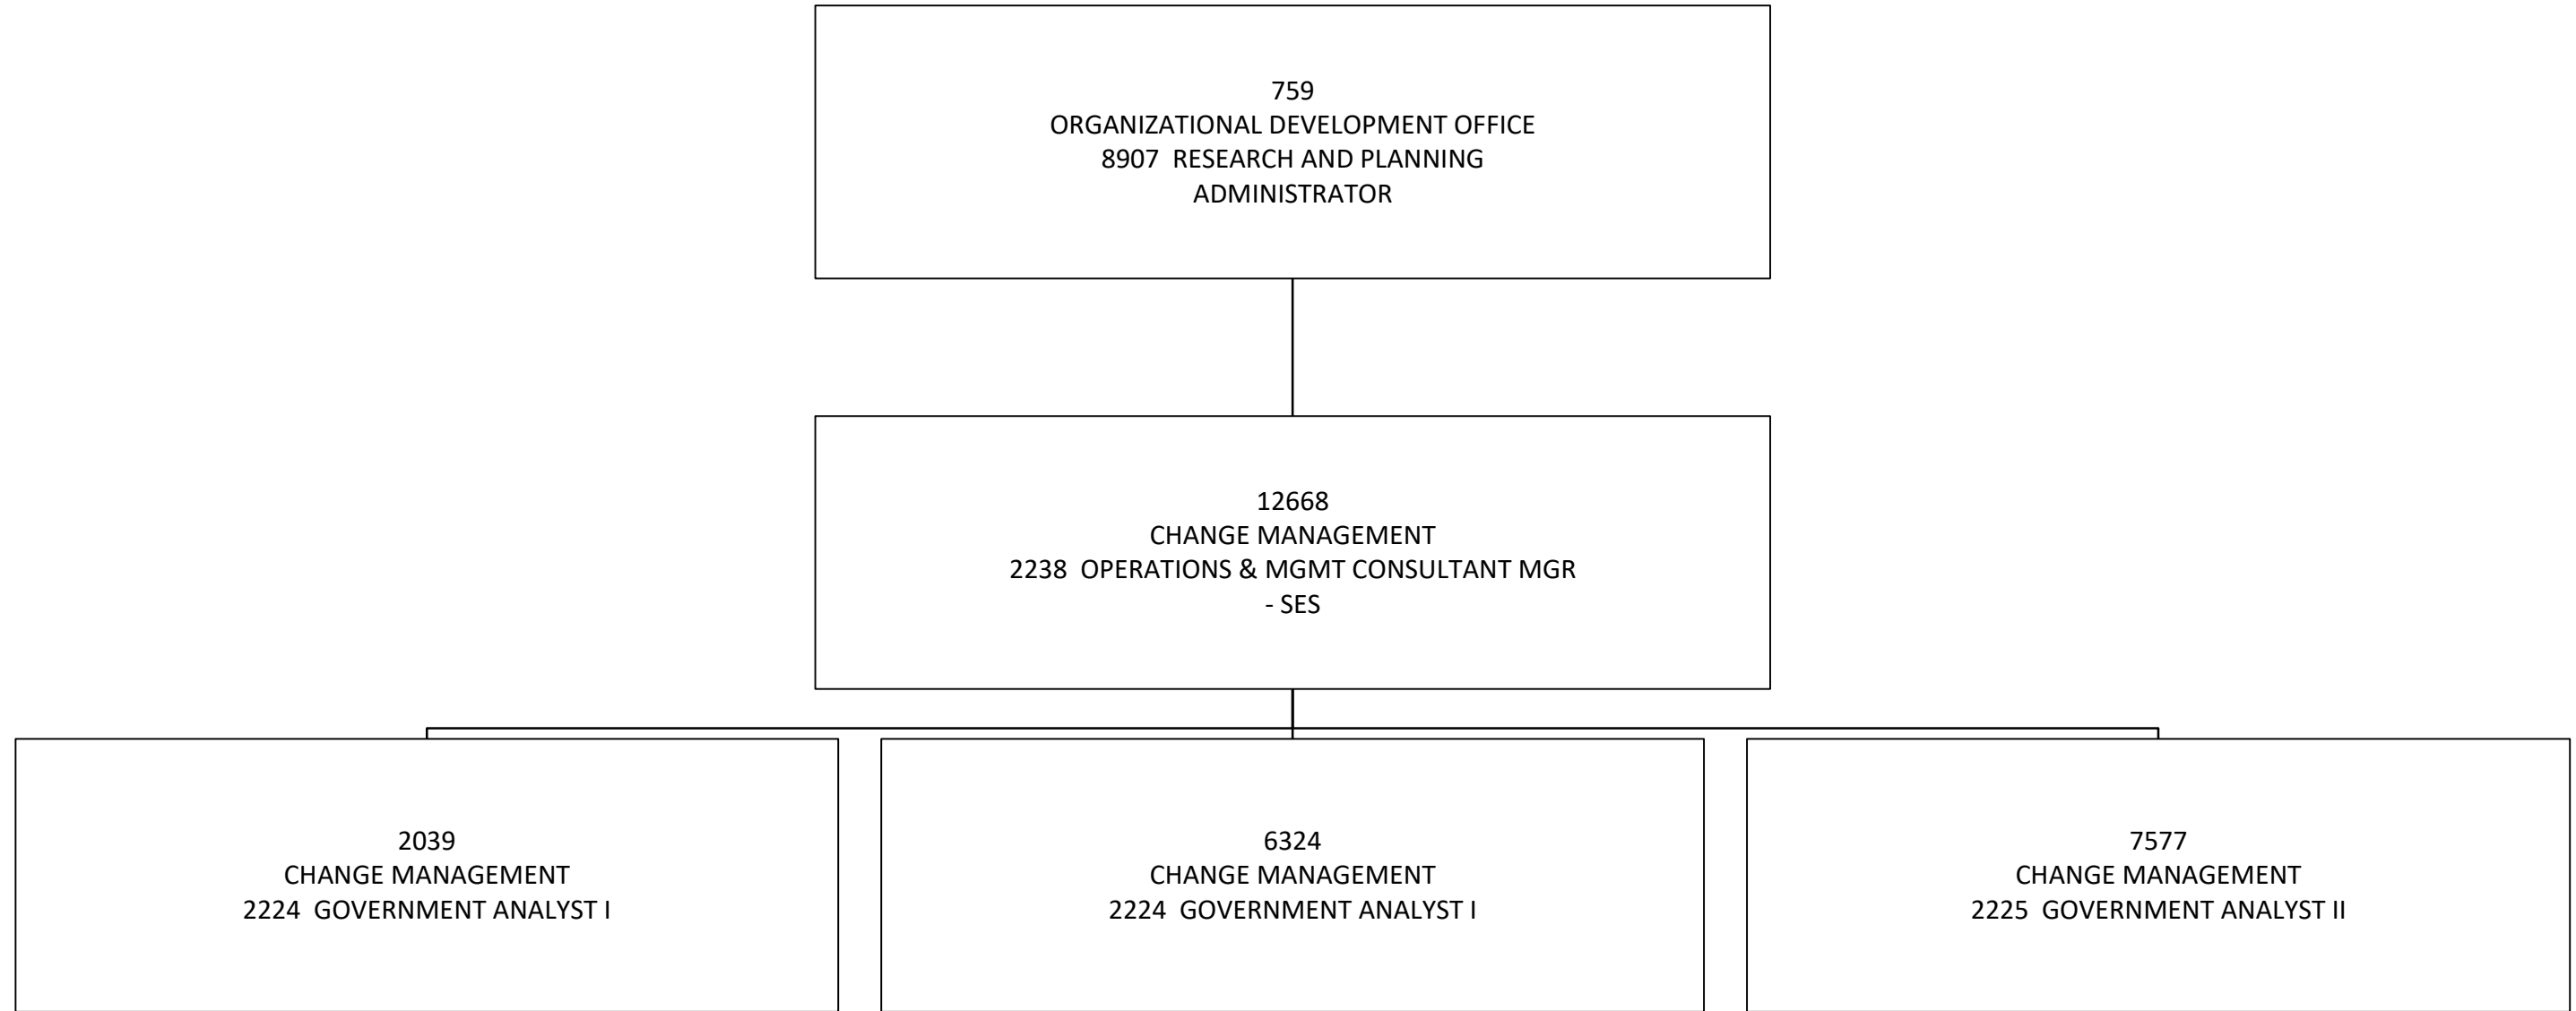 759
ORGANIZATIONAL DEVELOPMENT OFFICE
8907  RESEARCH AND PLANNING
ADMINISTRATOR
12668
CHANGE MANAGEMENT
2238  OPERATIONS & MGMT CONSULTANT MGR
- SES
2039
CHANGE MANAGEMENT
2224  GOVERNMENT ANALYST I
6324
CHANGE MANAGEMENT
2224  GOVERNMENT ANALYST I
7577
CHANGE MANAGEMENT
2225  GOVERNMENT ANALYST II